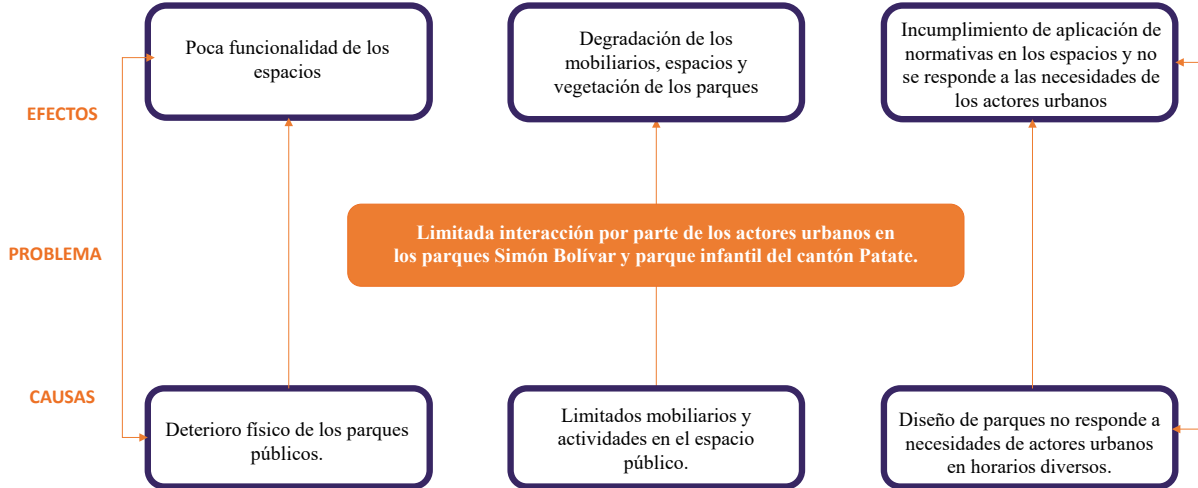 EFECTOS
Poca funcionalidad de los
espacios
Degradación de los
mobiliarios, espacios y
vegetación de los parques
Incumplimiento de aplicación de
normativas en los espacios y no
se responde a las necesidades de
los actores urbanos
PROBLEMA
Limitada interacción por parte de los actores urbanos en
los parques Simón Bolívar y parque infantil del cantón Patate.
CAUSAS
Deterioro físico de los parques
públicos.
Limitados mobiliarios y
actividades en el espacio
público.
Diseño de parques no responde a
necesidades de actores urbanos
en horarios diversos.